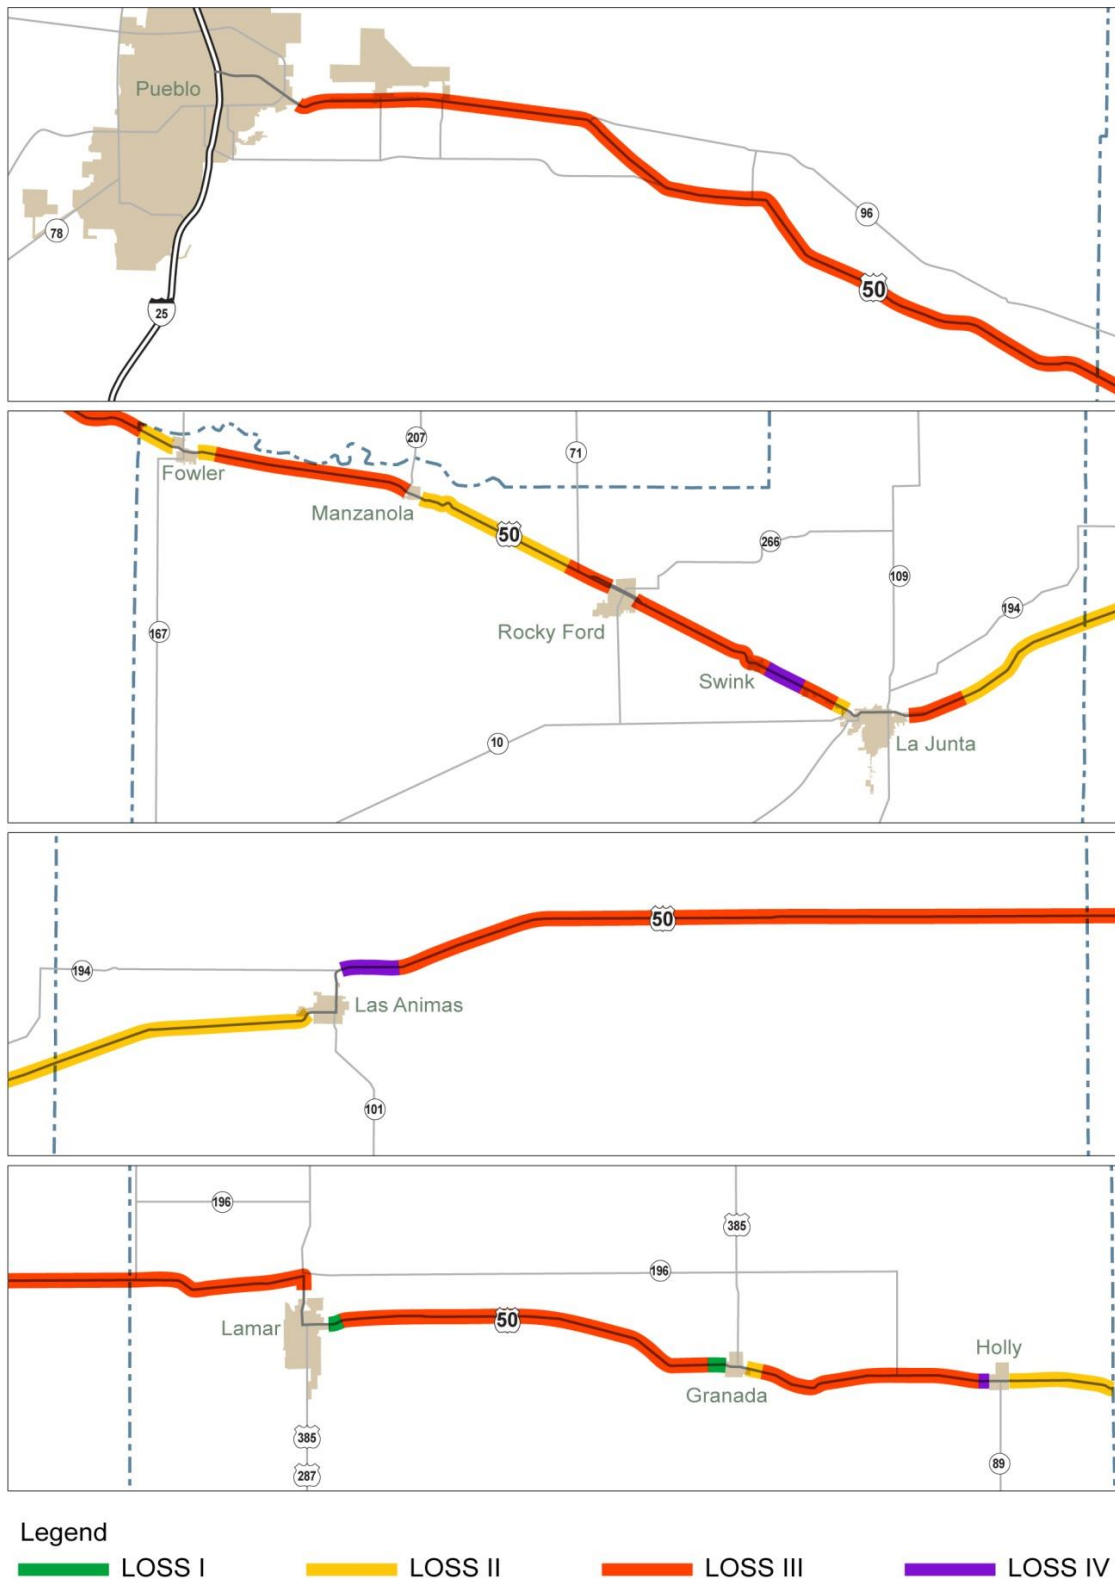 Pueblo
78
25
96
50
207
71
Fowler
Manzanola
50
266
109
194
167
Rocky Ford
Swink
10
La Junta
50
194
Las Animas
101
196
385
196
Lamar
50
Holly
Granada
385
287
89
Legend
LOSS I LOSS II LOSS III LOSS IV